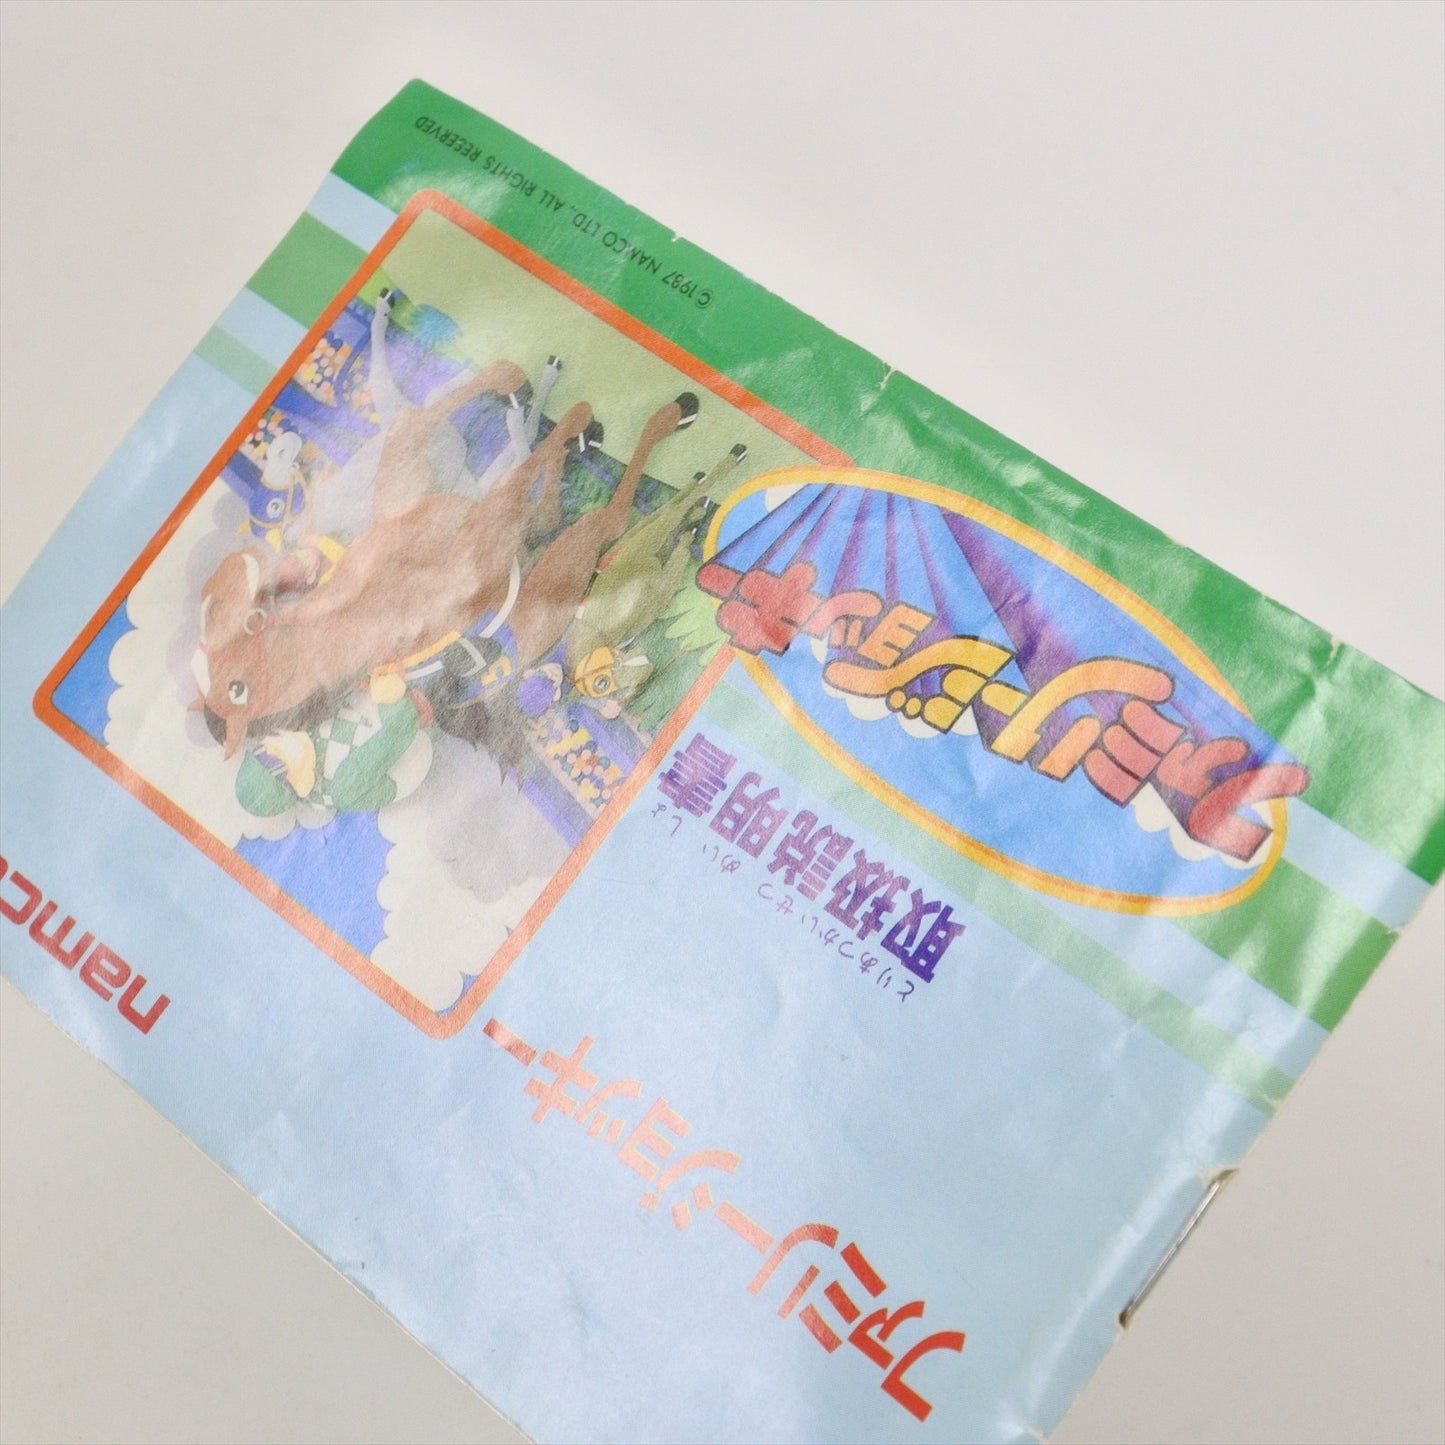 ファミリージョッキー
namco
ファミリージョッキー
とりあつかいせつめいしょ
取扱説明書
©1987 NAMCO LTD., ALL RIGHTS RESERVED